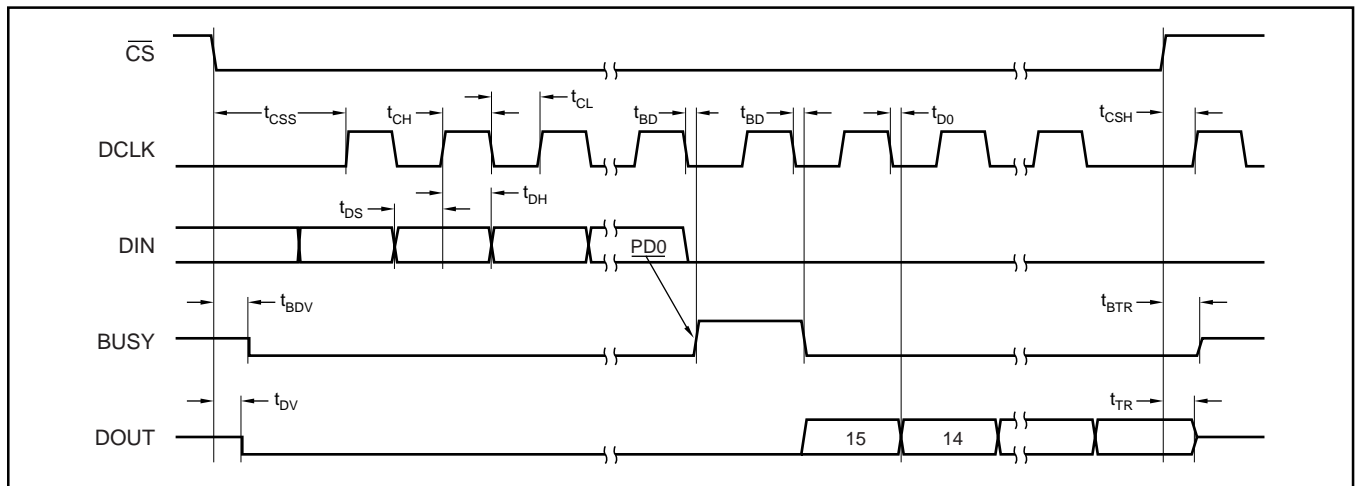 CS
tCSS
tCH
tCL
tBD
tBD
tD0
tCSH
DCLK
tDS
tDH
DIN
PD0
tBDV
tBTR
BUSY
tDV
tTR
DOUT
15
14